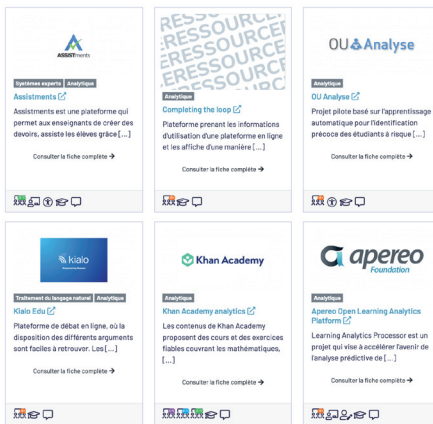 ASSISTments
Systèmes experts
Analytique
Assistments
Assistments est une plateforme qui
permet aux enseignants de créer des
devoirs, assiste les élèves grâce [...]
Consulter la fiche complète →
RESSOURCE
RESSOURCE
RESSOURCE
RESSOURCE
RESSOURCE
Analytique
Completing the loop
Plateforme prenant les informations
d'utilisation d'une plateforme en ligne
et les affiche d'une manière [...]
Consulter la fiche complète →
OU Analyse
Analytique
OU Analyse
Projet pilote basé sur l'apprentissage
automatique pour l'identification
précoce des étudiants à risque [...]
Consulter la fiche complète →
kialo
Traitement du langage naturel
Analytique
Kialo Edu
Plateforme de débat en ligne, où la
disposition des différents arguments
sont faciles à retrouver. Les [...]
Consulter la fiche complète →
Khan Academy
Analytique
Khan Academy analytics
Les contenus de Khan Academy
proposent des cours et des exercices
fiables couvrant les mathématiques,
[...]
Consulter la fiche complète →
apereo
Foundation
Analytique
Apereo Open Learning Analytics
Platform
Learning Analytics Processor est un
projet qui vise à accélérer l'avenir de
l'analyse prédictive de [...]
Consulter la fiche complète →